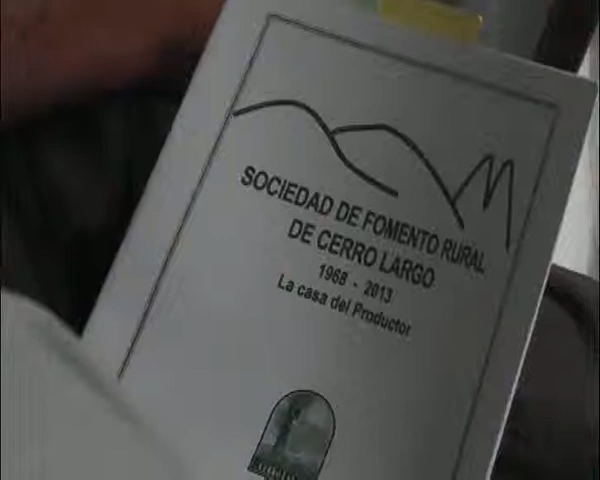 SOCIEDAD DE FOMENTO RURAL
DE CERRO LARGO
1968 - 2013
La casa del Productor